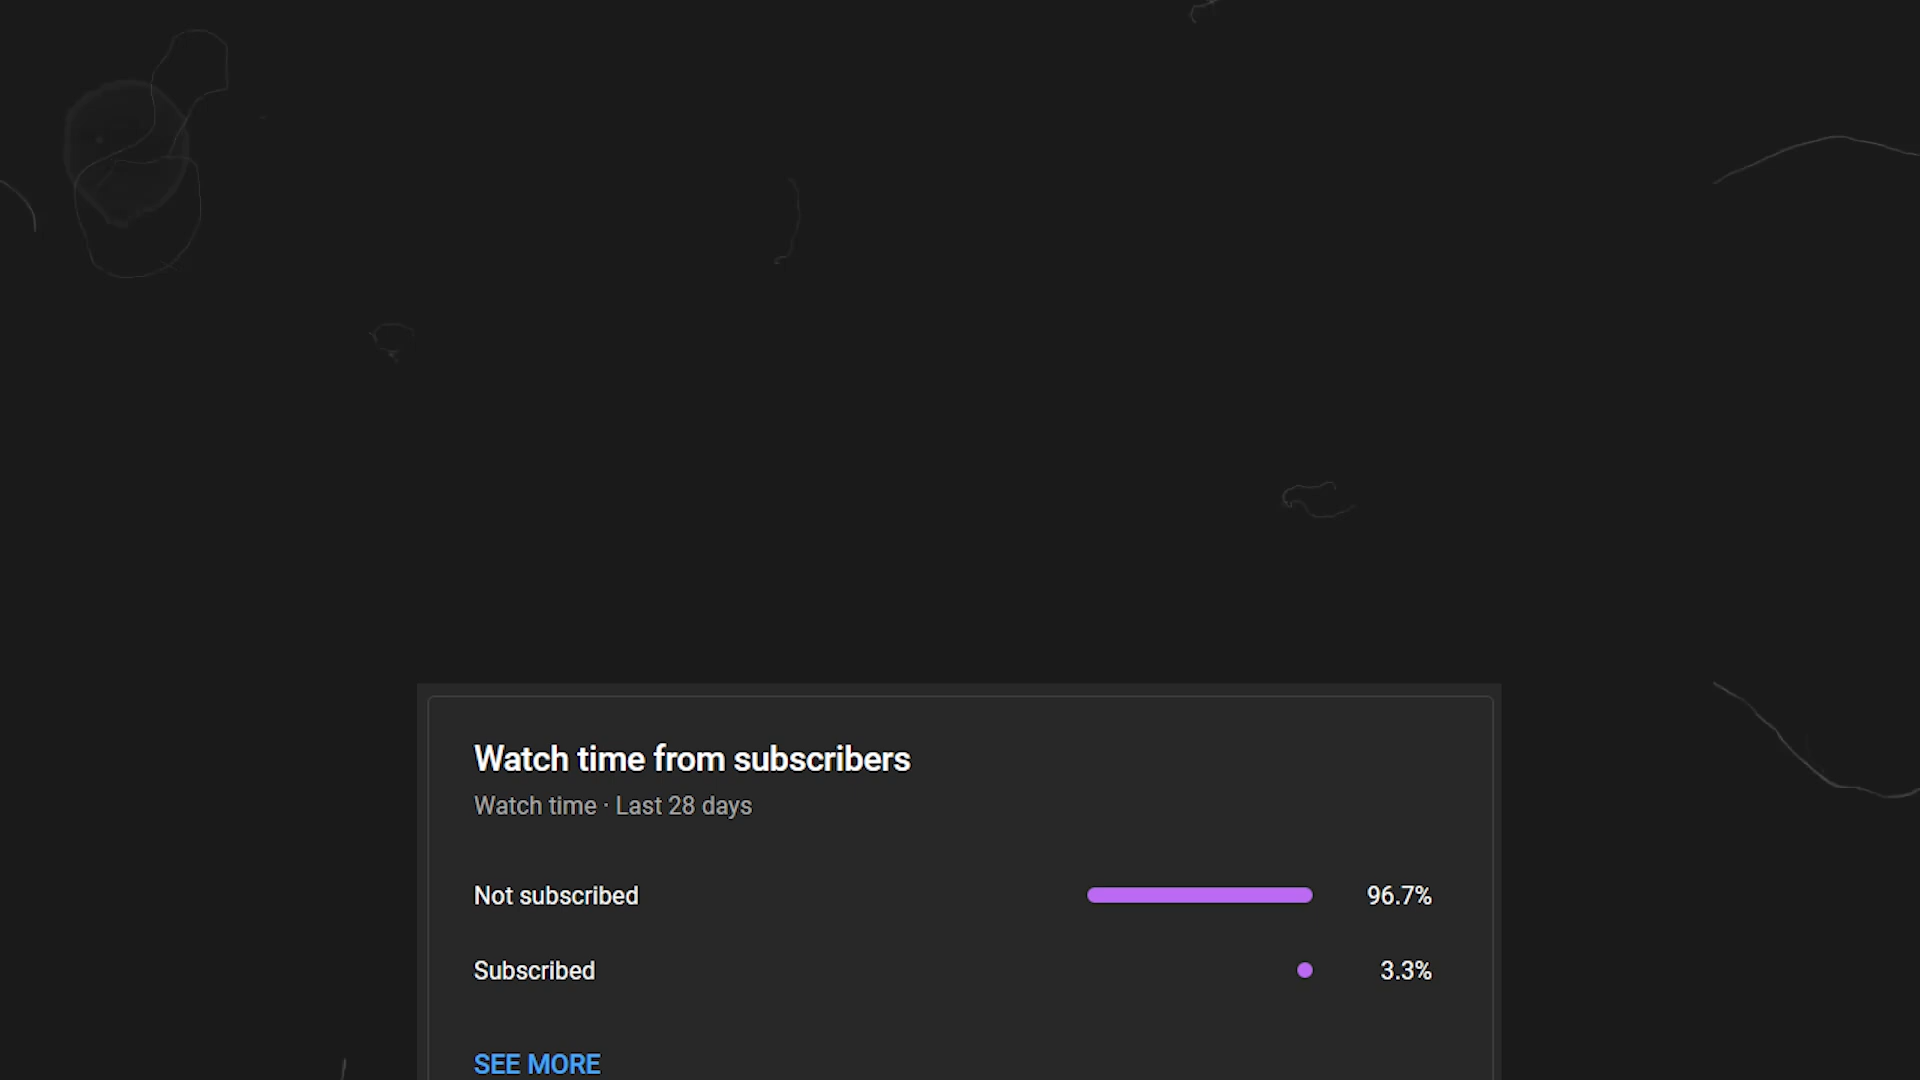 Watch time from subscribers
Watch time · Last 28 days
Not subscribed 96.7%
Subscribed 3.3%
SEE MORE